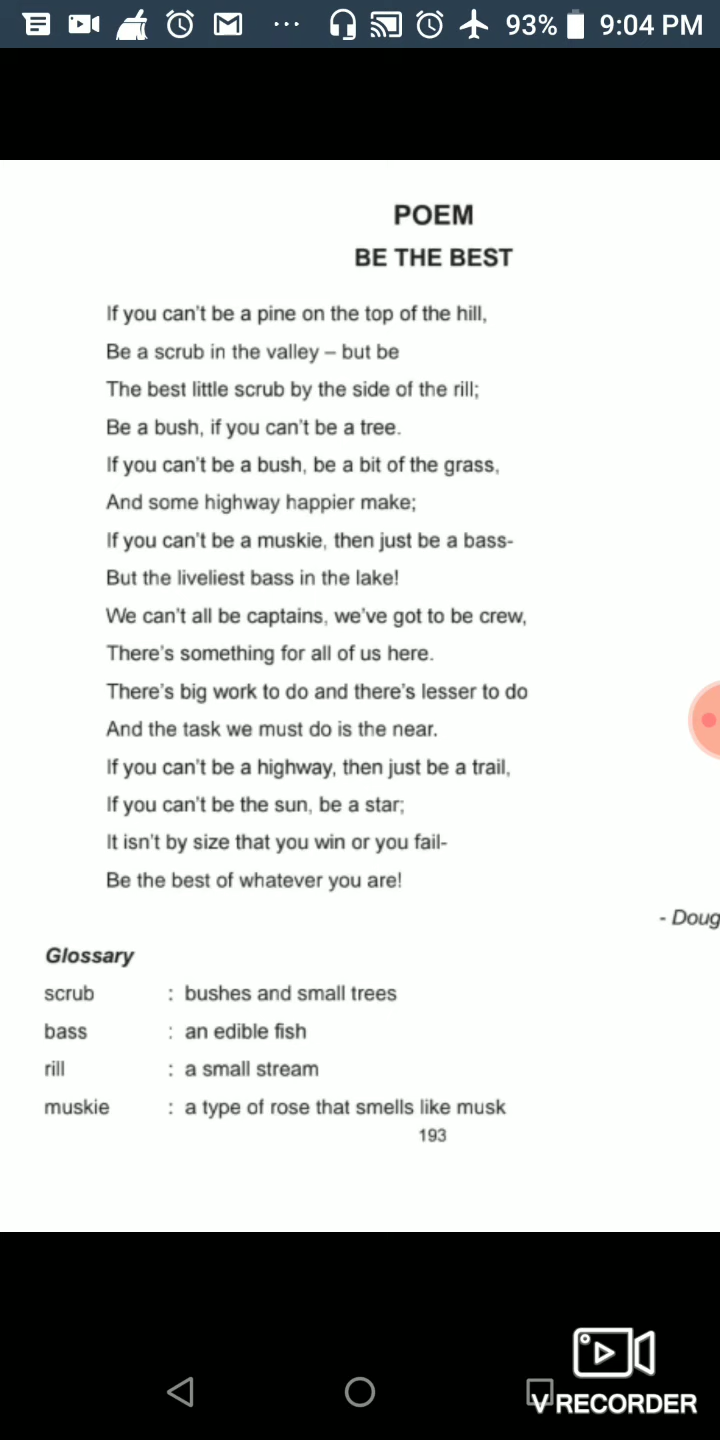 93% 9:04 PM
POEM
BE THE BEST
If you can't be a pine on the top of the hill,
Be a scrub in the valley – but be
The best little scrub by the side of the rill;
Be a bush, if you can't be a tree.
If you can't be a bush, be a bit of the grass,
And some highway happier make;
If you can't be a muskie, then just be a bass-
But the liveliest bass in the lake!
We can't all be captains, we've got to be crew,
There's something for all of us here.
There's big work to do and there's lesser to do
And the task we must do is the near.
If you can't be a highway, then just be a trail,
If you can't be the sun, be a star;
It isn't by size that you win or you fail-
Be the best of whatever you are!
- Doug
Glossary
scrub : bushes and small trees
bass : an edible fish
rill : a small stream
muskie : a type of rose that smells like musk
193
V RECORDER